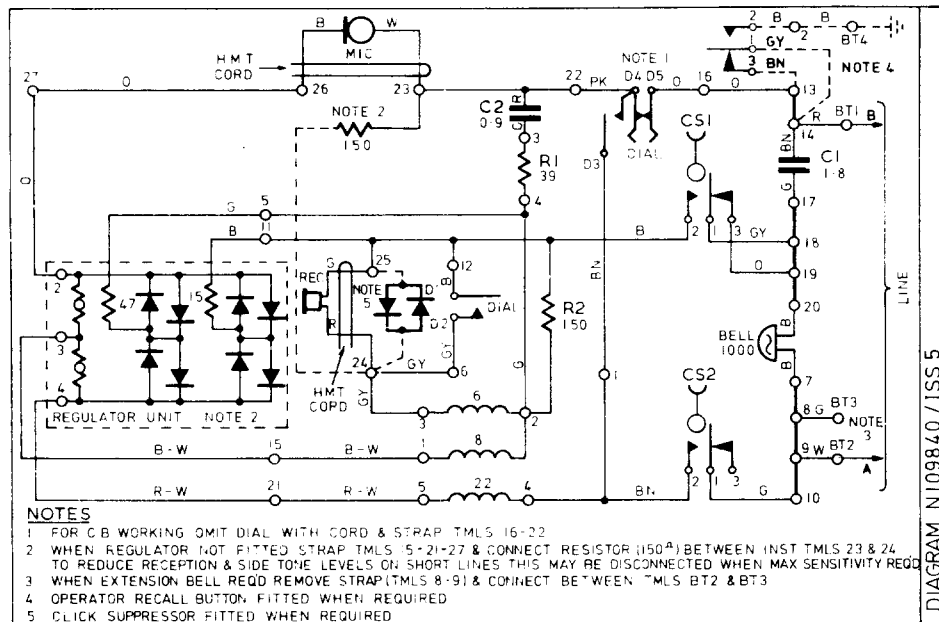 B W 2 B B
MIC 1 2 BT4
GY
HMT CORD NOTE 1 3 BN NOTE 4
27 O 26 23 22 PK D4 D5 O 16 O 13
NOTE 2 C2 R CS1 14 R BT1 B
150 0·9 G 3 DIAL BN
R1 D3 C1
39 G 1·8
4 17
O G 5
B 11 B 2 1 3 GY 18
25 12 O 19
2 REC G NOTE 5 D1 B BN
47 15 DIAL R2 20
R D2 150 B
3 GY G BELL 1000 LINE
24 GY 6 1 B
4 HMT CORD GY 6 CS2 7
REGULATOR UNIT NOTE 2 3 2 8 G BT3
15 8 NOTE 3
B-W B-W 1 9 W BT2
21 22 A
R-W R-W 5 4 BN 2 1 3 G 10
NOTES
1 FOR C B WORKING OMIT DIAL WITH CORD & STRAP TMLS 16-22
2 WHEN REGULATOR NOT FITTED STRAP TMLS 15-21-27 & CONNECT RESISTOR (150Ω) BETWEEN INST TMLS 23 & 24
TO REDUCE RECEPTION & SIDE TONE LEVELS ON SHORT LINES THIS MAY BE DISCONNECTED WHEN MAX SENSITIVITY REQD
3 WHEN EXTENSION BELL REQD REMOVE STRAP (TMLS 8-9) & CONNECT BETWEEN TMLS BT2 & BT3
4 OPERATOR RECALL BUTTON FITTED WHEN REQUIRED
5 CLICK SUPPRESSOR FITTED WHEN REQUIRED
DIAGRAM N109840/ISS 5